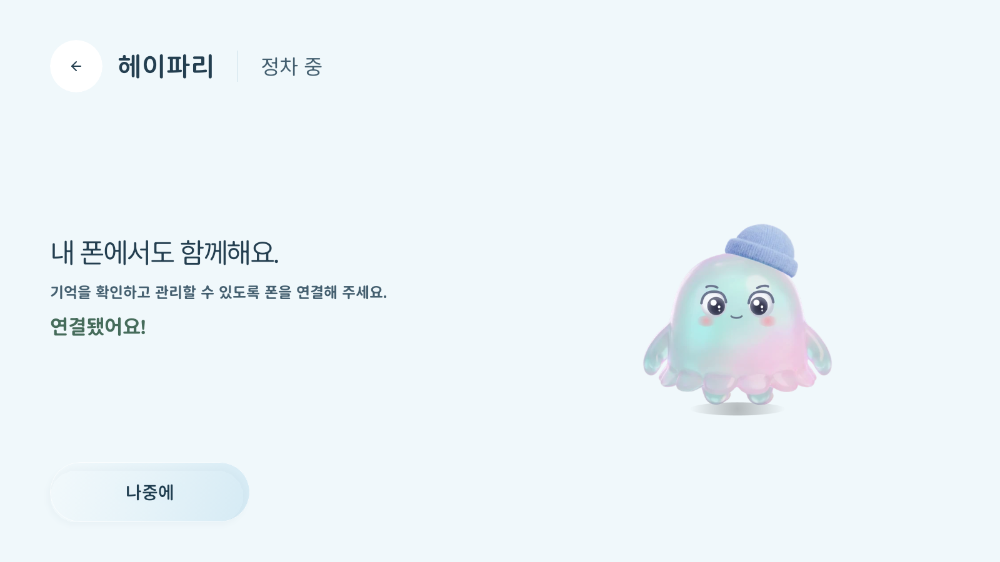 헤이파리
정차 중
내 폰에서도 함께해요.
기억을 확인하고 관리할 수 있도록 폰을 연결해 주세요.
연결됐어요!
나중에